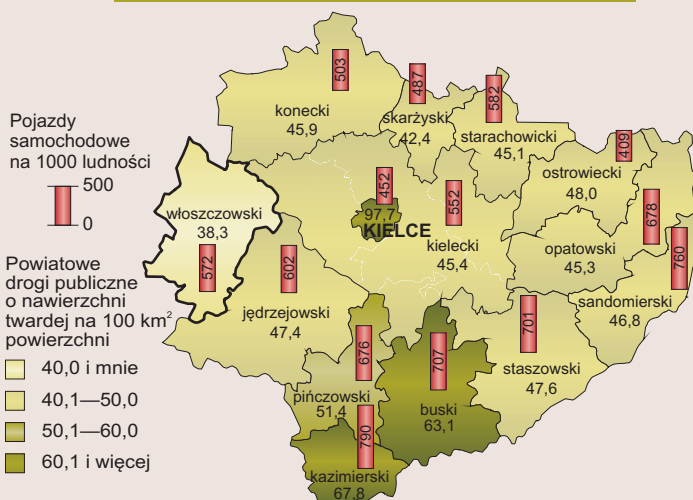 Pojazdy
samochodowe
na 1000 ludności
500
0
Powiatowe
drogi publiczne
o nawierzchni
twardej na 100 km²
powierzchni
40,0 i mnie
40,1—50,0
50,1—60,0
60,1 i więcej
503
konecki
45,9
487
skarżyski
42,4
582
starachowicki
45,1
409
ostrowiecki
48,0
włoszczowski
38,3
572
452
97,7
KIELCE
552
kielecki
45,4
678
opatowski
45,3
760
sandomierski
46,8
602
jędrzejowski
47,4
701
staszowski
47,6
676
pińczowski
51,4
707
buski
63,1
790
kazimierski
67,8